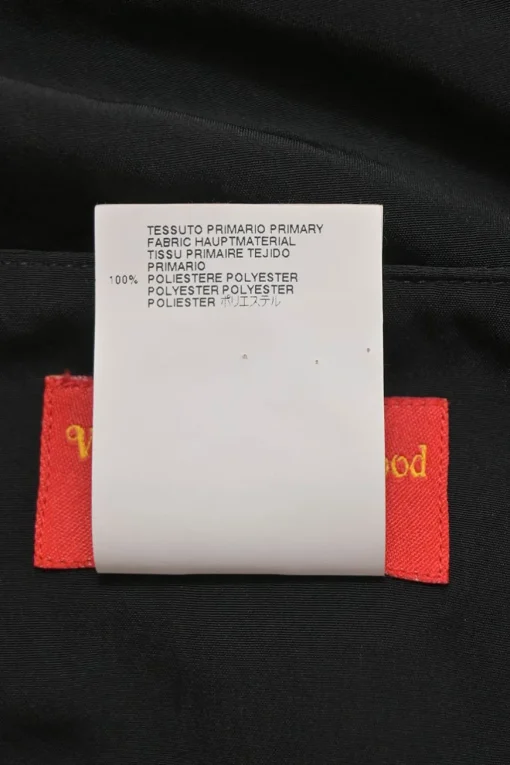 TESSUTO PRIMARIO PRIMARY
FABRIC HAUPTMATERIAL
TISSU PRIMAIRE TEJIDO
PRIMARIO
100% POLIESTERE POLYESTER
POLYESTER POLYESTER
POLIESTER ポリエステル